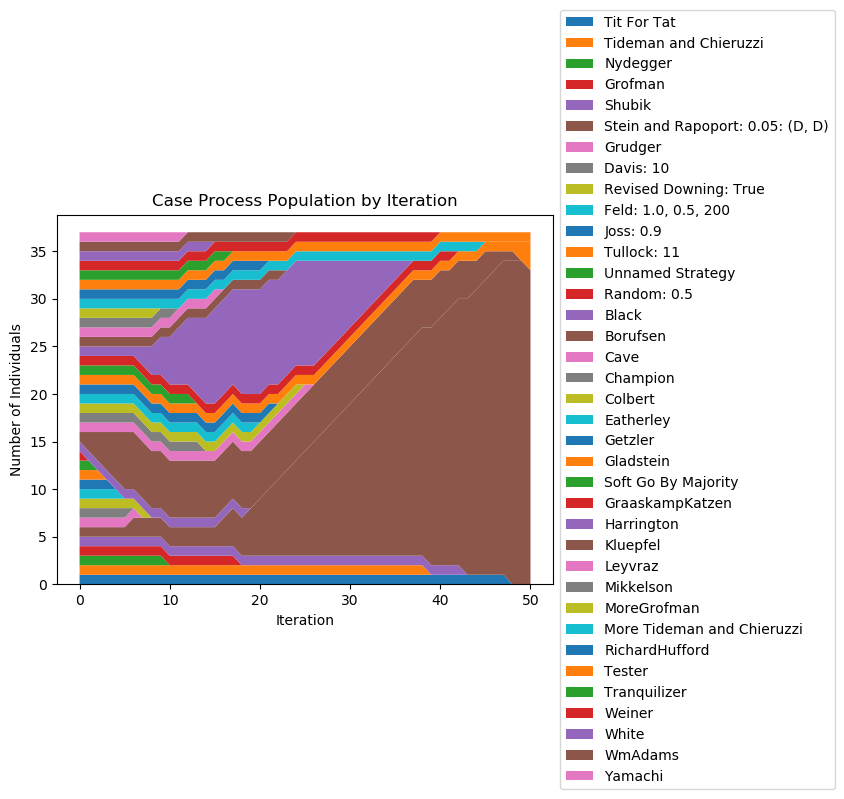 Case Process Population by Iteration
Number of Individuals
35
30
25
20
15
10
5
0
0 10 20 30 40 50
Iteration
Tit For Tat
Tideman and Chieruzzi
Nydegger
Grofman
Shubik
Stein and Rapoport: 0.05: (D, D)
Grudger
Davis: 10
Revised Downing: True
Feld: 1.0, 0.5, 200
Joss: 0.9
Tullock: 11
Unnamed Strategy
Random: 0.5
Black
Borufsen
Cave
Champion
Colbert
Eatherley
Getzler
Gladstein
Soft Go By Majority
GraaskampKatzen
Harrington
Kluepfel
Leyvraz
Mikkelson
MoreGrofman
More Tideman and Chieruzzi
RichardHufford
Tester
Tranquilizer
Weiner
White
WmAdams
Yamachi